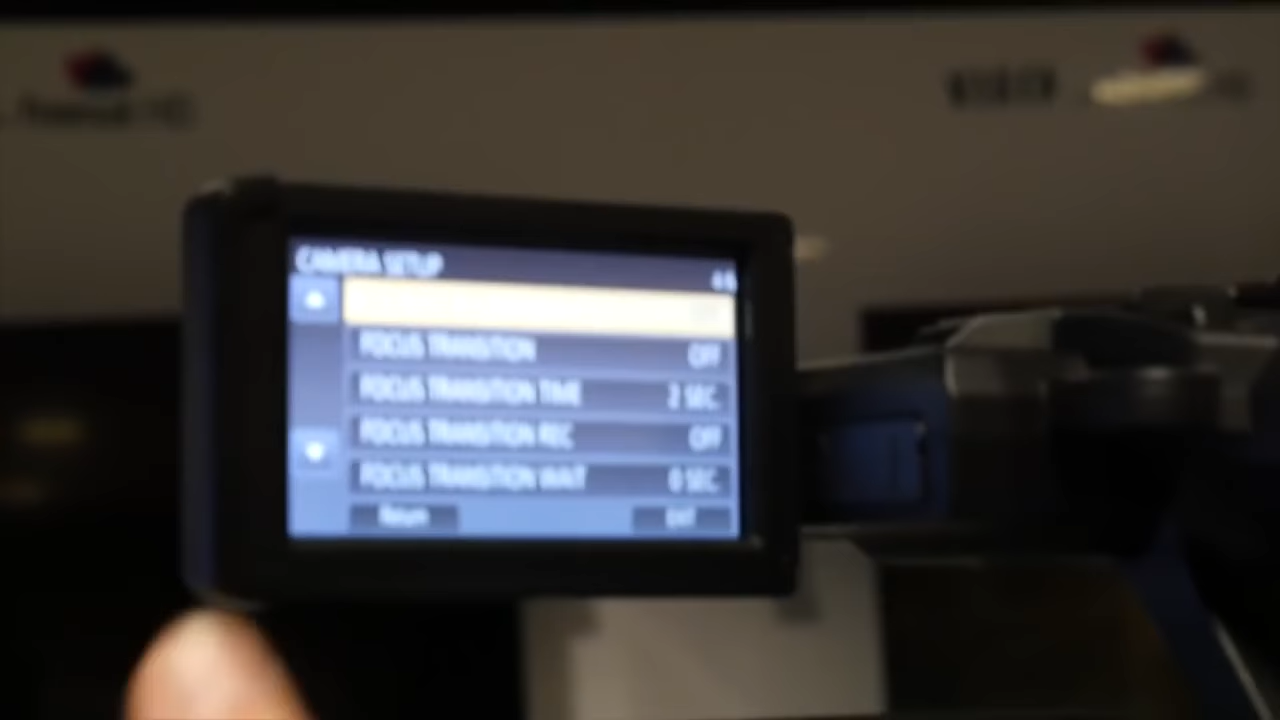 CAMERA SETUP
FOCUS TRANSITION OFF
FOCUS TRANSITION TIME 2 SEC
FOCUS TRANSITION REC OFF
FOCUS TRANSITION WAIT 0 SEC
Return EXIT